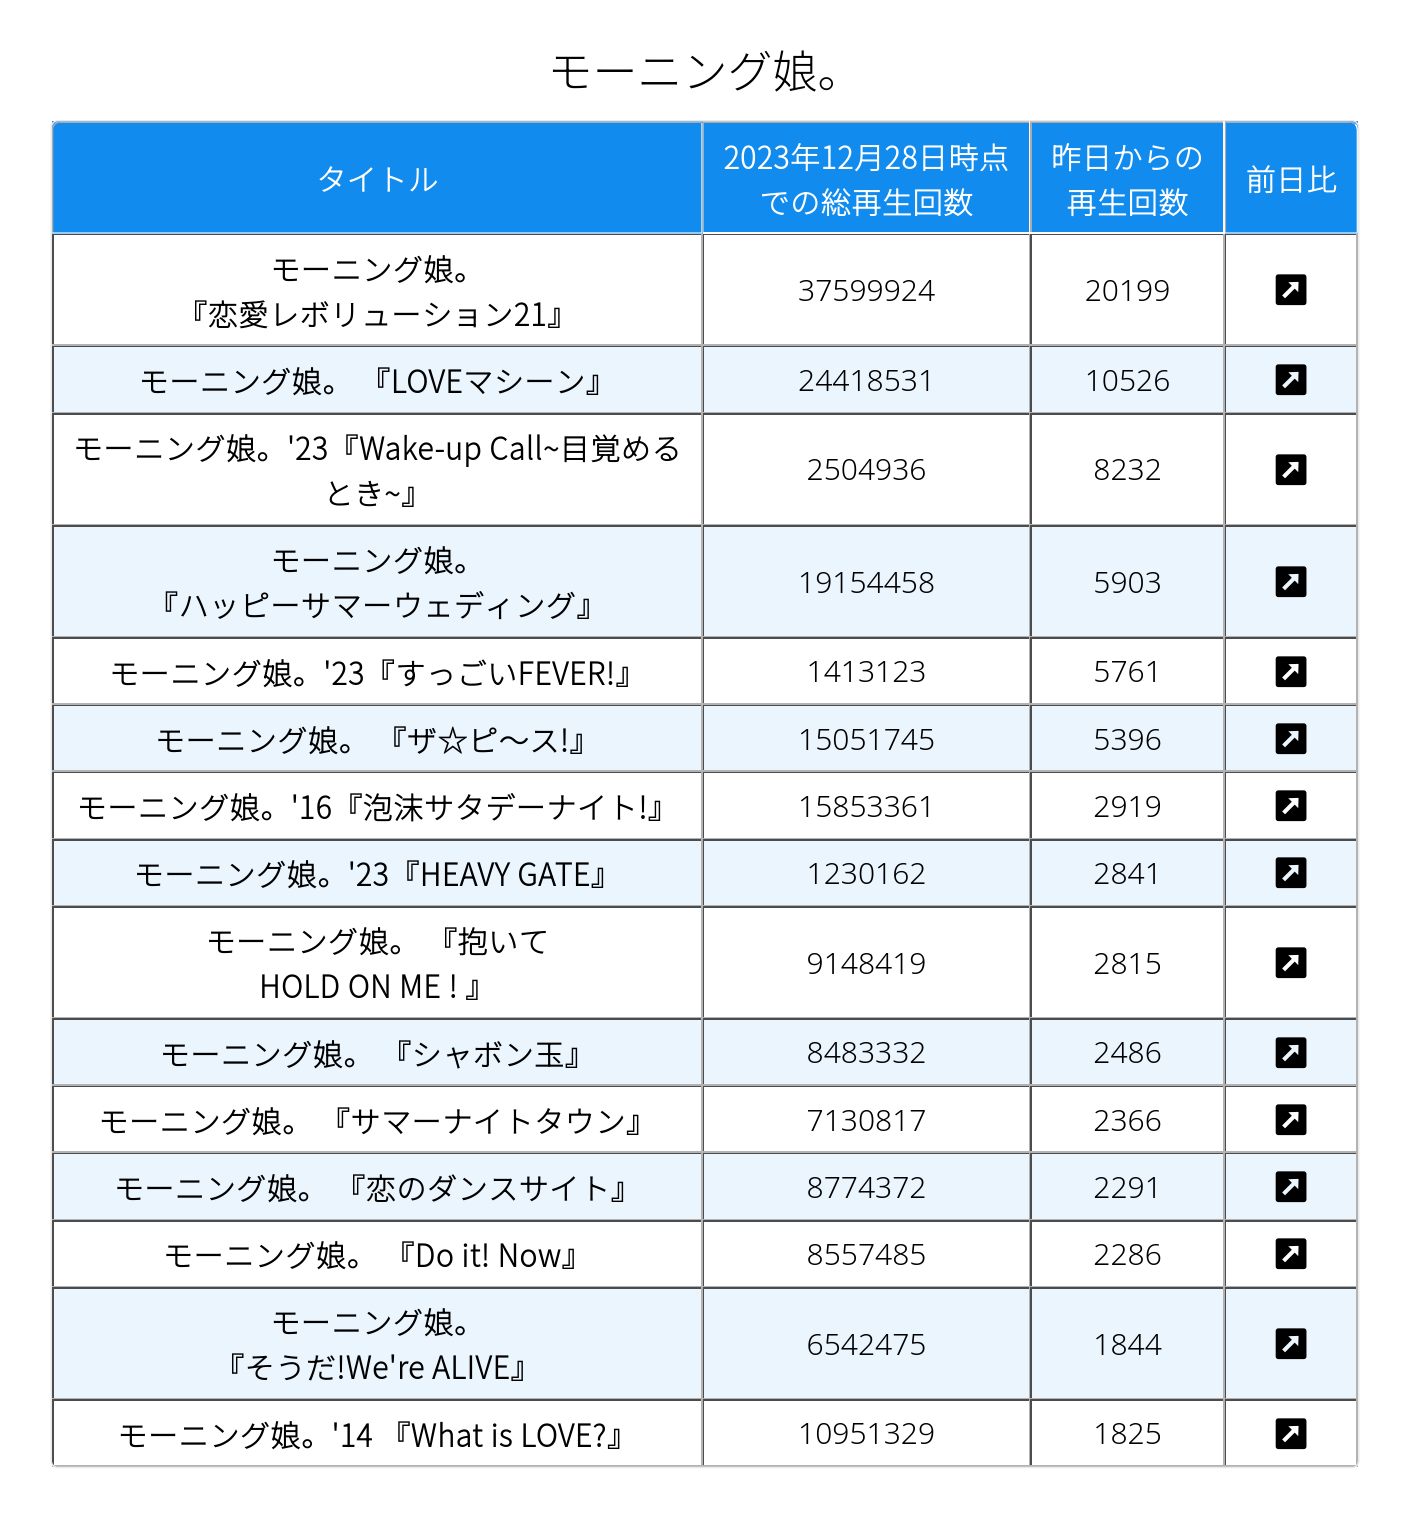 モーニング娘。
タイトル
2023年12月28日時点
での総再生回数
昨日からの
再生回数
前日比
モーニング娘。
『恋愛レボリューション21』
37599924
20199
モーニング娘。 『LOVEマシーン』
24418531
10526
モーニング娘。'23『Wake-up Call~目覚める
とき~』
2504936
8232
モーニング娘。
『ハッピーサマーウェディング』
19154458
5903
モーニング娘。'23『すっごいFEVER!』
1413123
5761
モーニング娘。 『ザ☆ピ〜ス!』
15051745
5396
モーニング娘。'16『泡沫サタデーナイト!』
15853361
2919
モーニング娘。'23『HEAVY GATE』
1230162
2841
モーニング娘。 『抱いて
HOLD ON ME ! 』
9148419
2815
モーニング娘。 『シャボン玉』
8483332
2486
モーニング娘。 『サマーナイトタウン』
7130817
2366
モーニング娘。 『恋のダンスサイト』
8774372
2291
モーニング娘。 『Do it! Now』
8557485
2286
モーニング娘。
『そうだ!We're ALIVE』
6542475
1844
モーニング娘。'14 『What is LOVE?』
10951329
1825